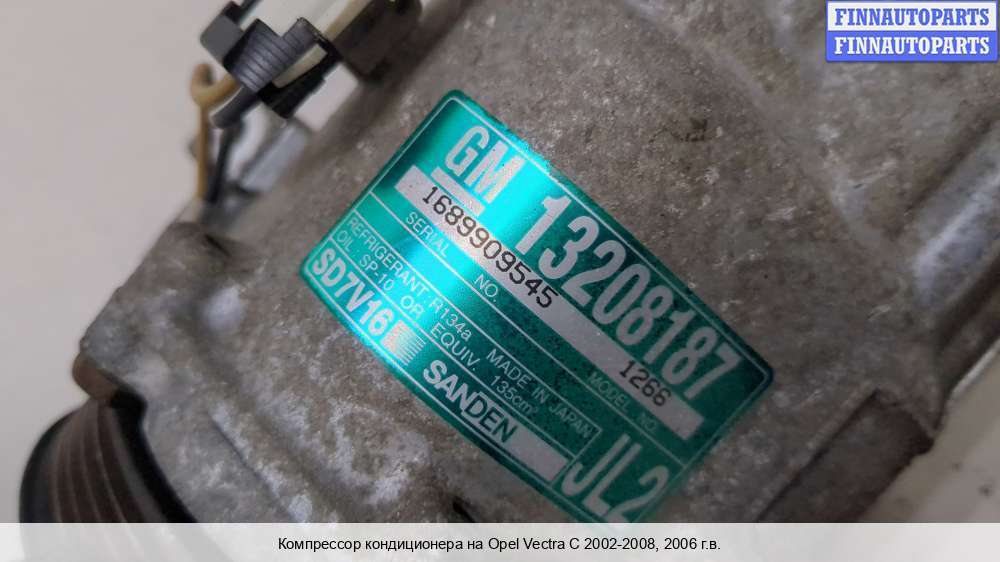 FINNAUTOPARTS
FINNAUTOPARTS
GM 13208187
1689909545 1266
SERIAL NO. MODEL NO.
REFRIGERANT: R134a MADE IN JAPAN
OIL SP-10 OR EQUIV. 135cm³
SD7V16 SANDEN JL2
Компрессор кондиционера на Opel Vectra C 2002-2008, 2006 г.в.